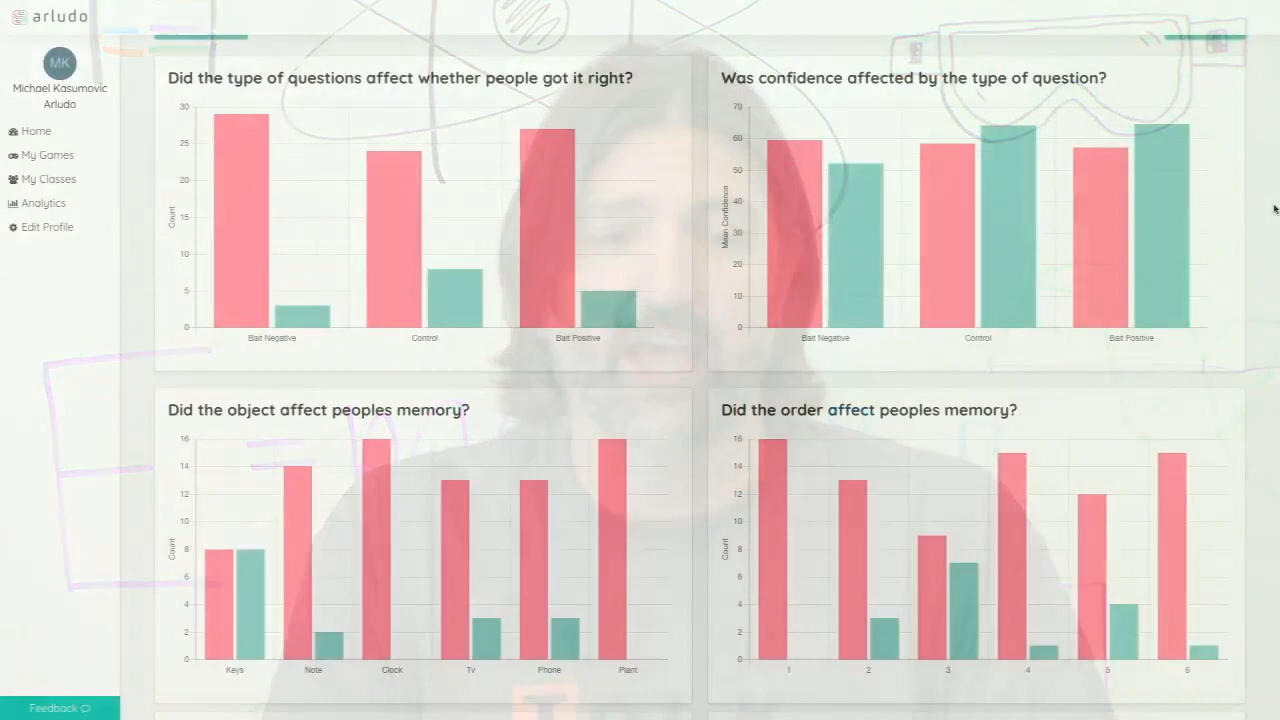 arludo
MK
Michael Kasumovic
Arludo
Home
My Games
My Classes
Analytics
Edit Profile
Feedback
Did the type of questions affect whether people got it right?
30
25
20
15
10
5
0
Count
Bait Negative
Control
Bait Positive
Was confidence affected by the type of question?
70
60
50
40
30
20
10
0
Mean Confidence
Bait Negative
Control
Bait Positive
Did the object affect peoples memory?
16
14
12
10
8
6
4
2
0
Count
Keys
Note
Clock
Tv
Phone
Plant
Did the order affect peoples memory?
16
14
12
10
8
6
4
2
0
Count
1
2
3
4
5
6